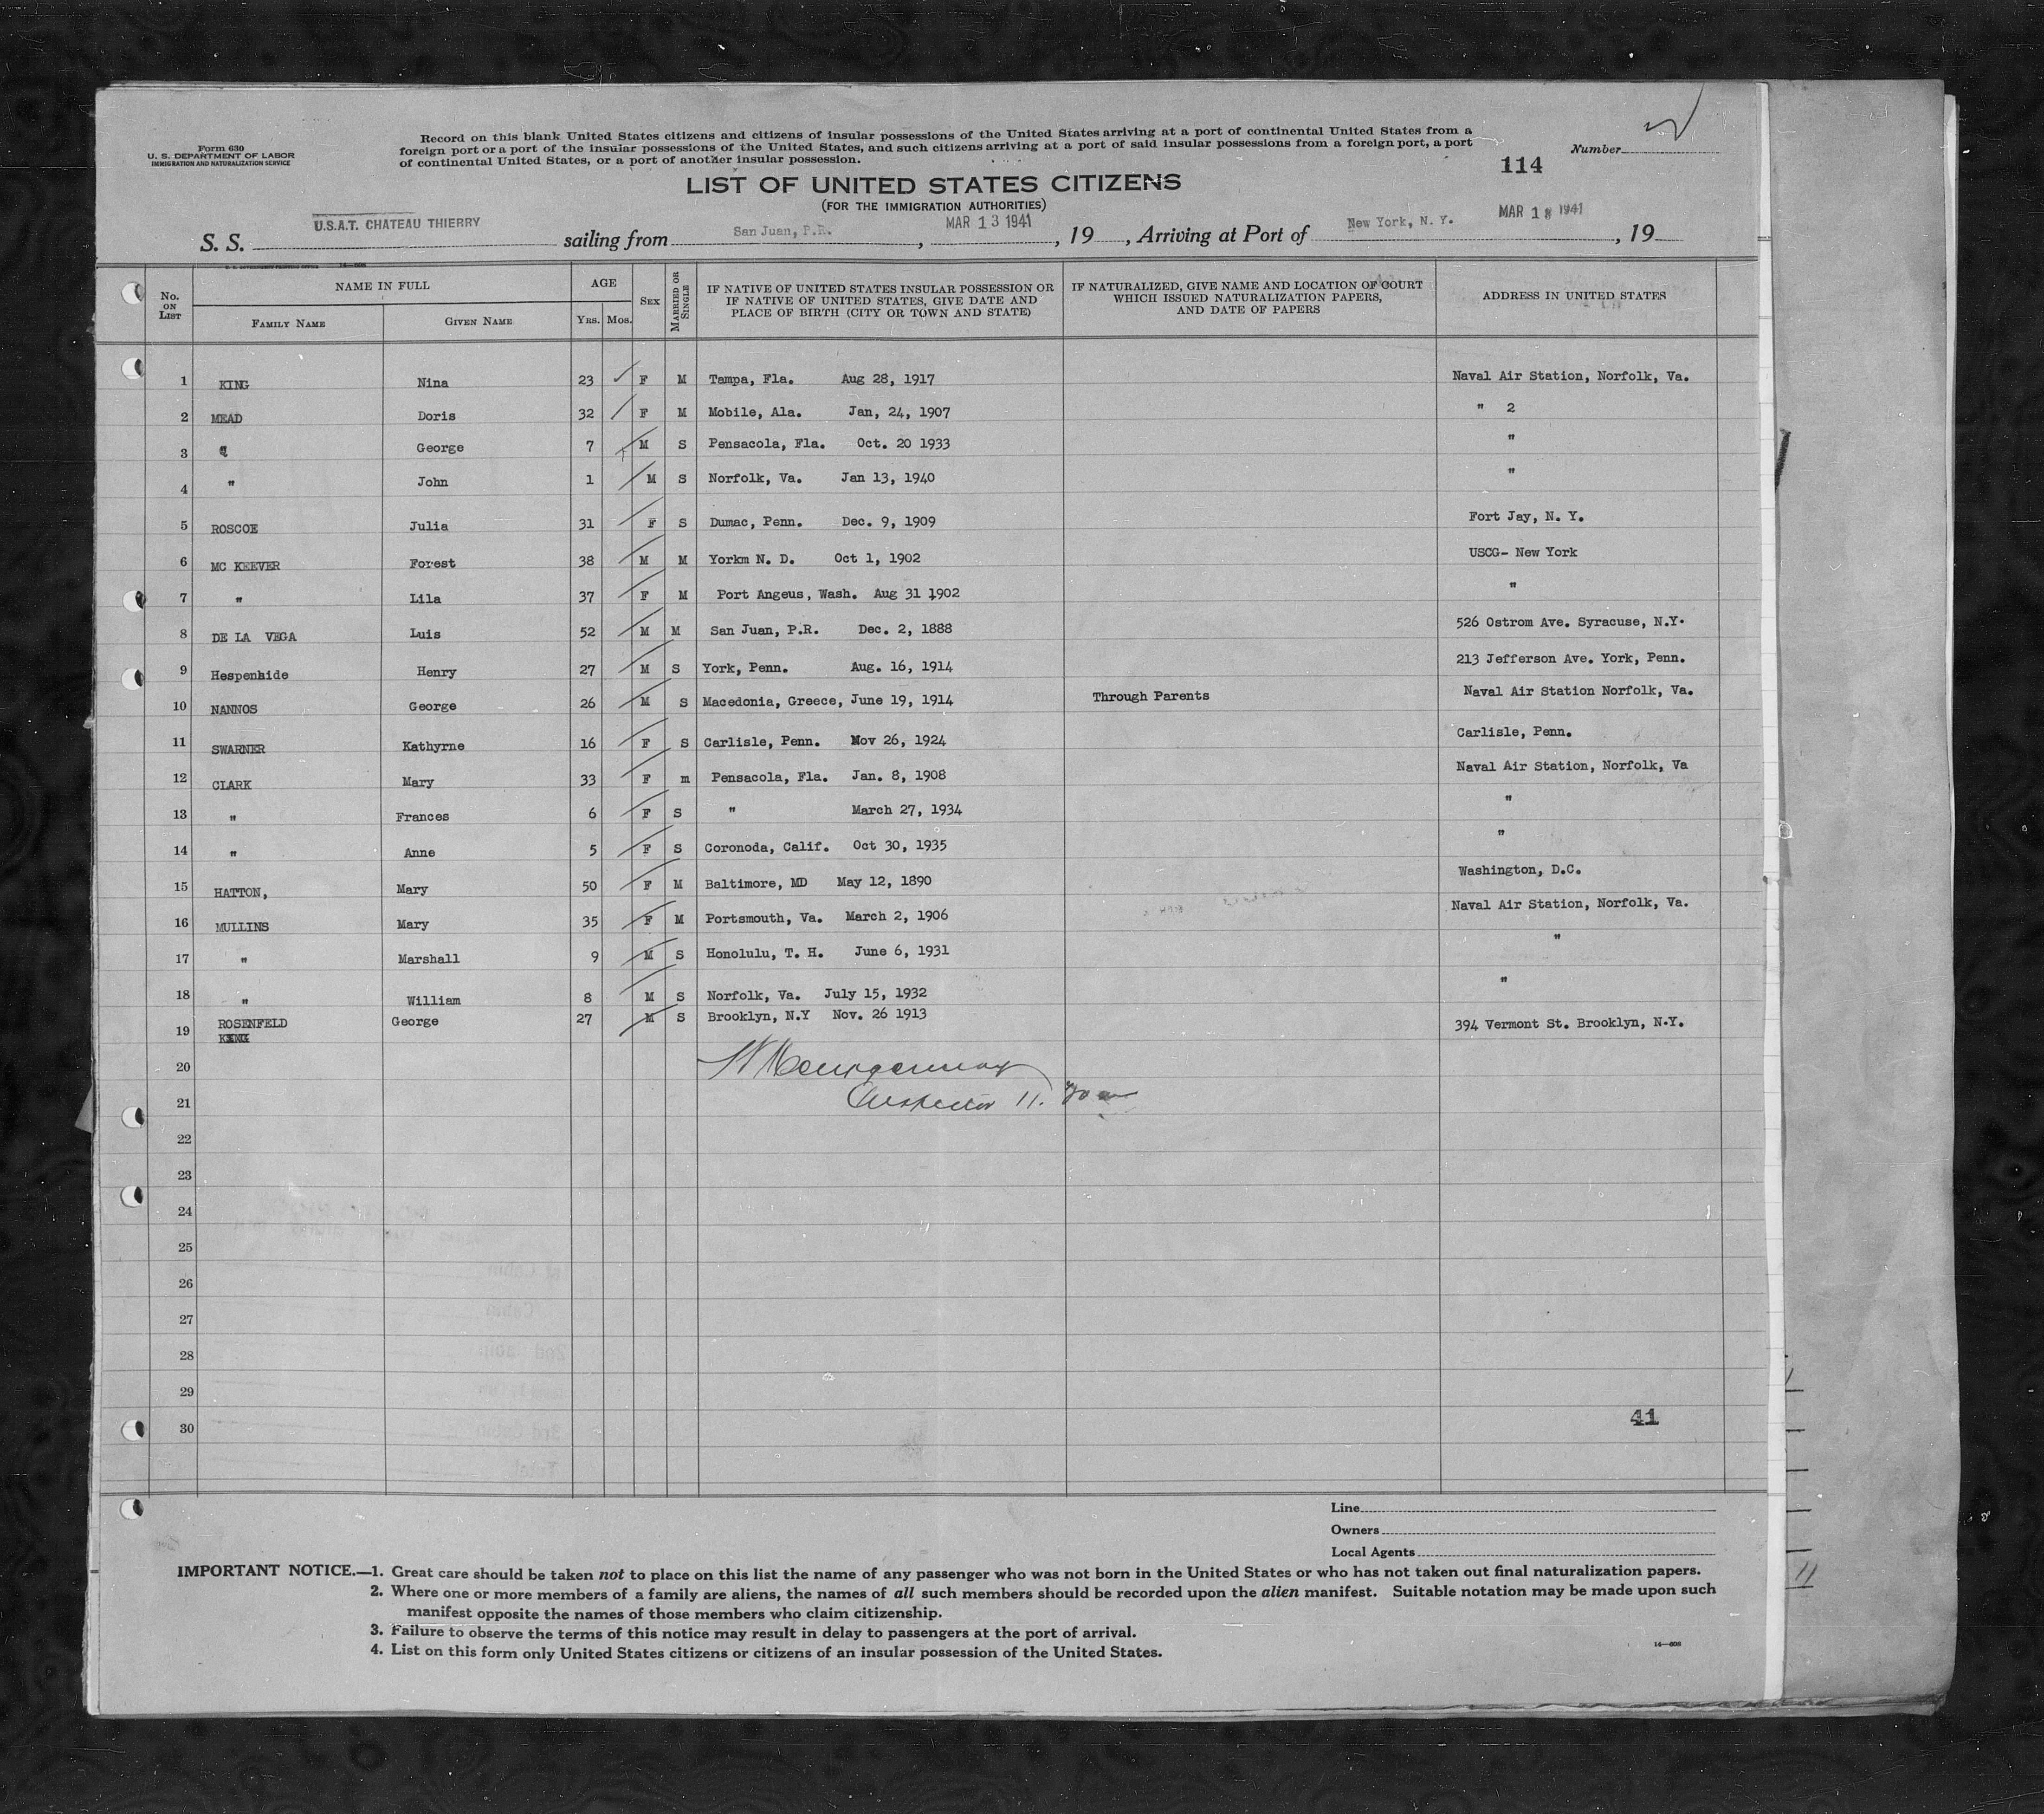 Form 630
U. S. DEPARTMENT OF LABOR
IMMIGRATION AND NATURALIZATION SERVICE
Record on this blank United States citizens and citizens of insular possessions of the United States arriving at a port of continental United States from a
foreign port or a port of the insular possessions of the United States, and such citizens arriving at a port of said insular possessions from a foreign port, a port
of continental United States, or a port of another insular possession.
Number
114
LIST OF UNITED STATES CITIZENS
(FOR THE IMMIGRATION AUTHORITIES)
S. S. U.S.A.T. CHATEAU THIERRY sailing from San Juan, P.R., MAR 13 1941, 19 , Arriving at Port of New York, N. Y. MAR 18 1941, 19
No. ON LIST NAME IN FULL FAMILY NAME GIVEN NAME AGE YRS. MOS. SEX MARRIED OR SINGLE IF NATIVE OF UNITED STATES INSULAR POSSESSION OR IF NATIVE OF UNITED STATES, GIVE DATE AND PLACE OF BIRTH (CITY OR TOWN AND STATE) IF NATURALIZED, GIVE NAME AND LOCATION OF COURT WHICH ISSUED NATURALIZATION PAPERS, AND DATE OF PAPERS ADDRESS IN UNITED STATES
1 KING Nina 23 F M Tampa, Fla. Aug 28, 1917 Naval Air Station, Norfolk, Va.
2 MEAD Doris 32 F M Mobile, Ala. Jan, 24, 1907 " 2
3 " George 7 M S Pensacola, Fla. Oct. 20 1933 "
4 " John 1 M S Norfolk, Va. Jan 13, 1940 "
5 ROSCOE Julia 31 F S Dumac, Penn. Dec. 9, 1909 Fort Jay, N. Y.
6 MC KEEVER Forest 38 M M Yorkm N. D. Oct 1, 1902 USCG- New York
7 " Lila 37 F M Port Angeus, Wash. Aug 31 1902 "
8 DE LA VEGA Luis 52 M M San Juan, P.R. Dec. 2, 1888 526 Ostrom Ave. Syracuse, N.Y.
9 Hespenhide Henry 27 M S York, Penn. Aug. 16, 1914 213 Jefferson Ave. York, Penn.
10 NANNOS George 26 M S Macedonia, Greece, June 19, 1914 Through Parents Naval Air Station Norfolk, Va.
11 SWARNER Kathyrne 16 F S Carlisle, Penn. Nov 26, 1924 Carlisle, Penn.
12 CLARK Mary 33 F m Pensacola, Fla. Jan. 8, 1908 Naval Air Station, Norfolk, Va
13 " Frances 6 F S " March 27, 1934 "
14 " Anne 5 F S Coronoda, Calif. Oct 30, 1935 "
15 HATTON, Mary 50 F M Baltimore, MD May 12, 1890 Washington, D.C.
16 MULLINS Mary 35 F M Portsmouth, Va. March 2, 1906 Naval Air Station, Norfolk, Va.
17 " Marshall 9 M S Honolulu, T. H. June 6, 1931 "
18 " William 8 M S Norfolk, Va. July 15, 1932 "
19 ROSENFELD George 27 M S Brooklyn, N.Y Nov. 26 1913 394 Vermont St. Brooklyn, N.Y.
20
Inspector
21
22
23
24
25
26
27
28
29
30
41
Line
Owners
Local Agents
IMPORTANT NOTICE.—1. Great care should be taken not to place on this list the name of any passenger who was not born in the United States or who has not taken out final naturalization papers.
2. Where one or more members of a family are aliens, the names of all such members should be recorded upon the alien manifest. Suitable notation may be made upon such
manifest opposite the names of those members who claim citizenship.
3. Failure to observe the terms of this notice may result in delay to passengers at the port of arrival.
4. List on this form only United States citizens or citizens of an insular possession of the United States.
14—608